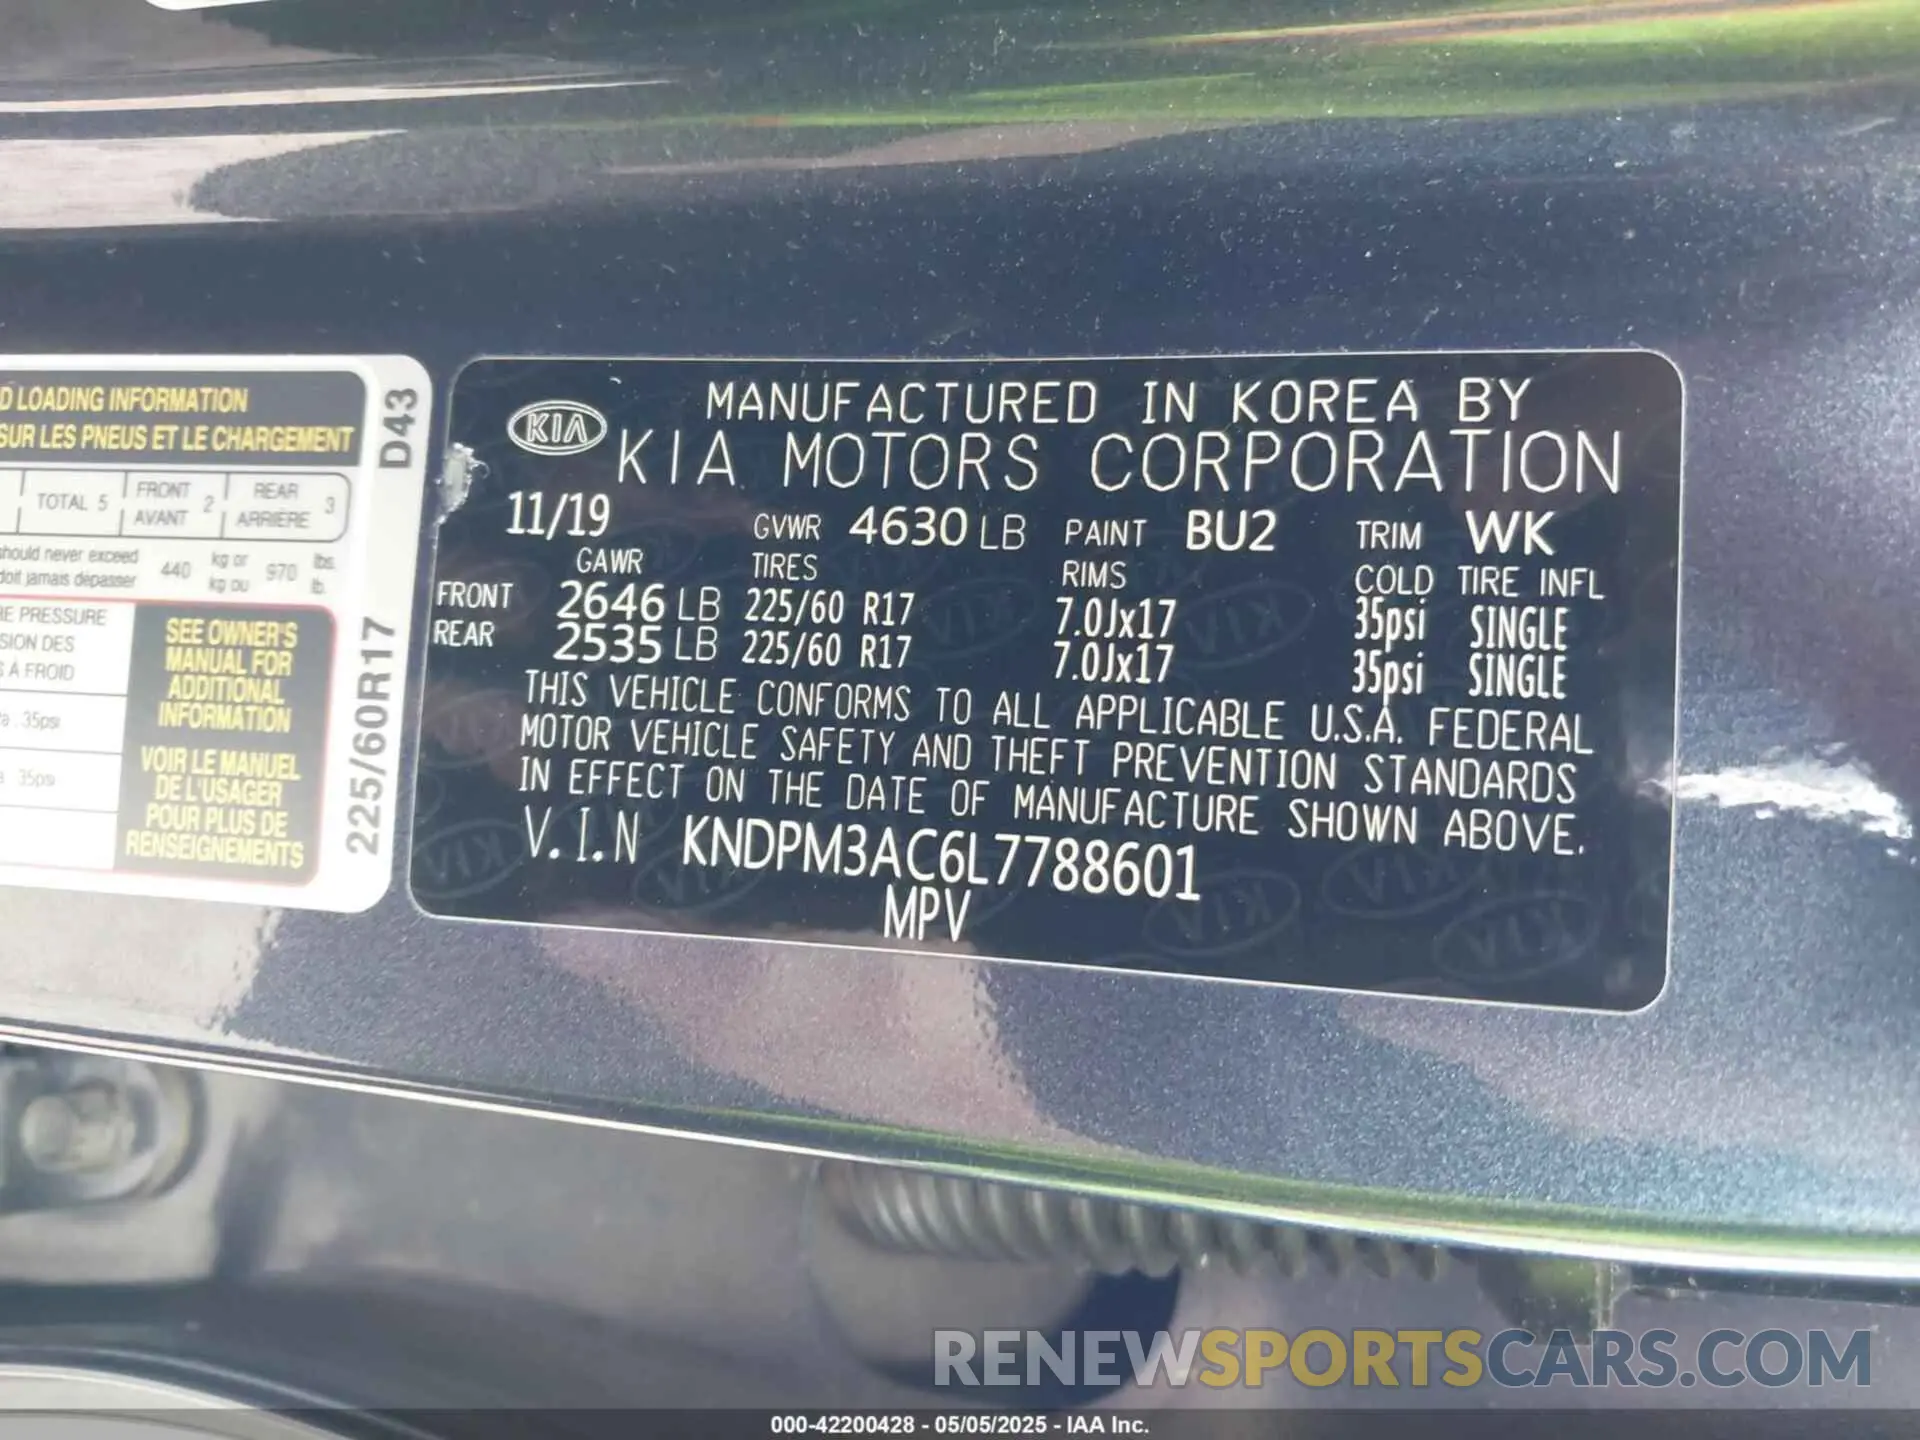 D LOADING INFORMATION
SUR LES PNEUS ET LE CHARGEMENT
TOTAL 5
FRONT
AVANT
2
REAR
ARRIÈRE
3
should never exceed
doit jamais dépasser
440
kg or
kg ou
970
lbs.
lb.
PRESSURE
SION DES
À FROID
35psi
35psi
SEE OWNER'S
MANUAL FOR
ADDITIONAL
INFORMATION
VOIR LE MANUEL
DE L'USAGER
POUR PLUS DE
RENSEIGNEMENTS
D43
225/60R17
KIA
MANUFACTURED IN KOREA BY
KIA MOTORS CORPORATION
11/19 GVWR 4630 LB PAINT BU2 TRIM WK
GAWR TIRES RIMS COLD TIRE INFL
FRONT 2646 LB 225/60 R17 7.0Jx17 35psi SINGLE
REAR 2535 LB 225/60 R17 7.0Jx17 35psi SINGLE
THIS VEHICLE CONFORMS TO ALL APPLICABLE U.S.A. FEDERAL
MOTOR VEHICLE SAFETY AND THEFT PREVENTION STANDARDS
IN EFFECT ON THE DATE OF MANUFACTURE SHOWN ABOVE.
V.I.N KNDPM3AC6L7788601
MPV
RENEWSPORTSCARS.COM
000-42200428 - 05/05/2025 - IAA Inc.